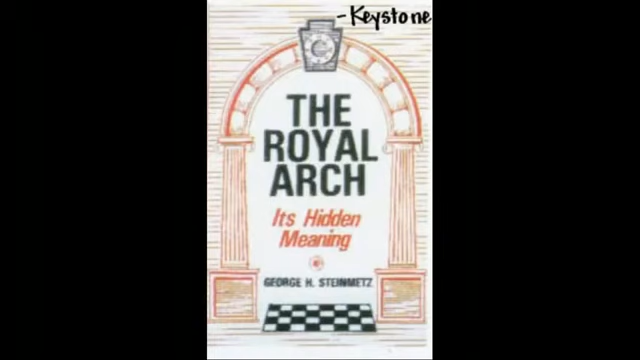 -Keystone
THE
ROYAL
ARCH
Its Hidden
Meaning
GEORGE H. STEINMETZ